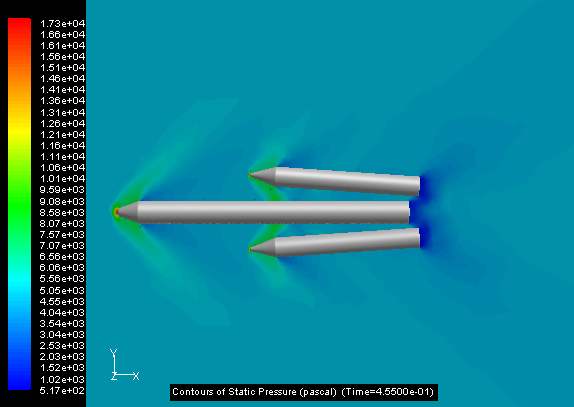 1.73e+04
1.66e+04
1.61e+04
1.56e+04
1.51e+04
1.46e+04
1.41e+04
1.36e+04
1.31e+04
1.26e+04
1.21e+04
1.16e+04
1.11e+04
1.06e+04
1.01e+04
9.59e+03
9.08e+03
8.58e+03
8.07e+03
7.57e+03
7.07e+03
6.56e+03
6.06e+03
5.55e+03
5.05e+03
4.55e+03
4.04e+03
3.54e+03
3.04e+03
2.53e+03
2.03e+03
1.52e+03
1.02e+03
5.17e+02
Y
Z X
Contours of Static Pressure (pascal) (Time=4.5500e-01)